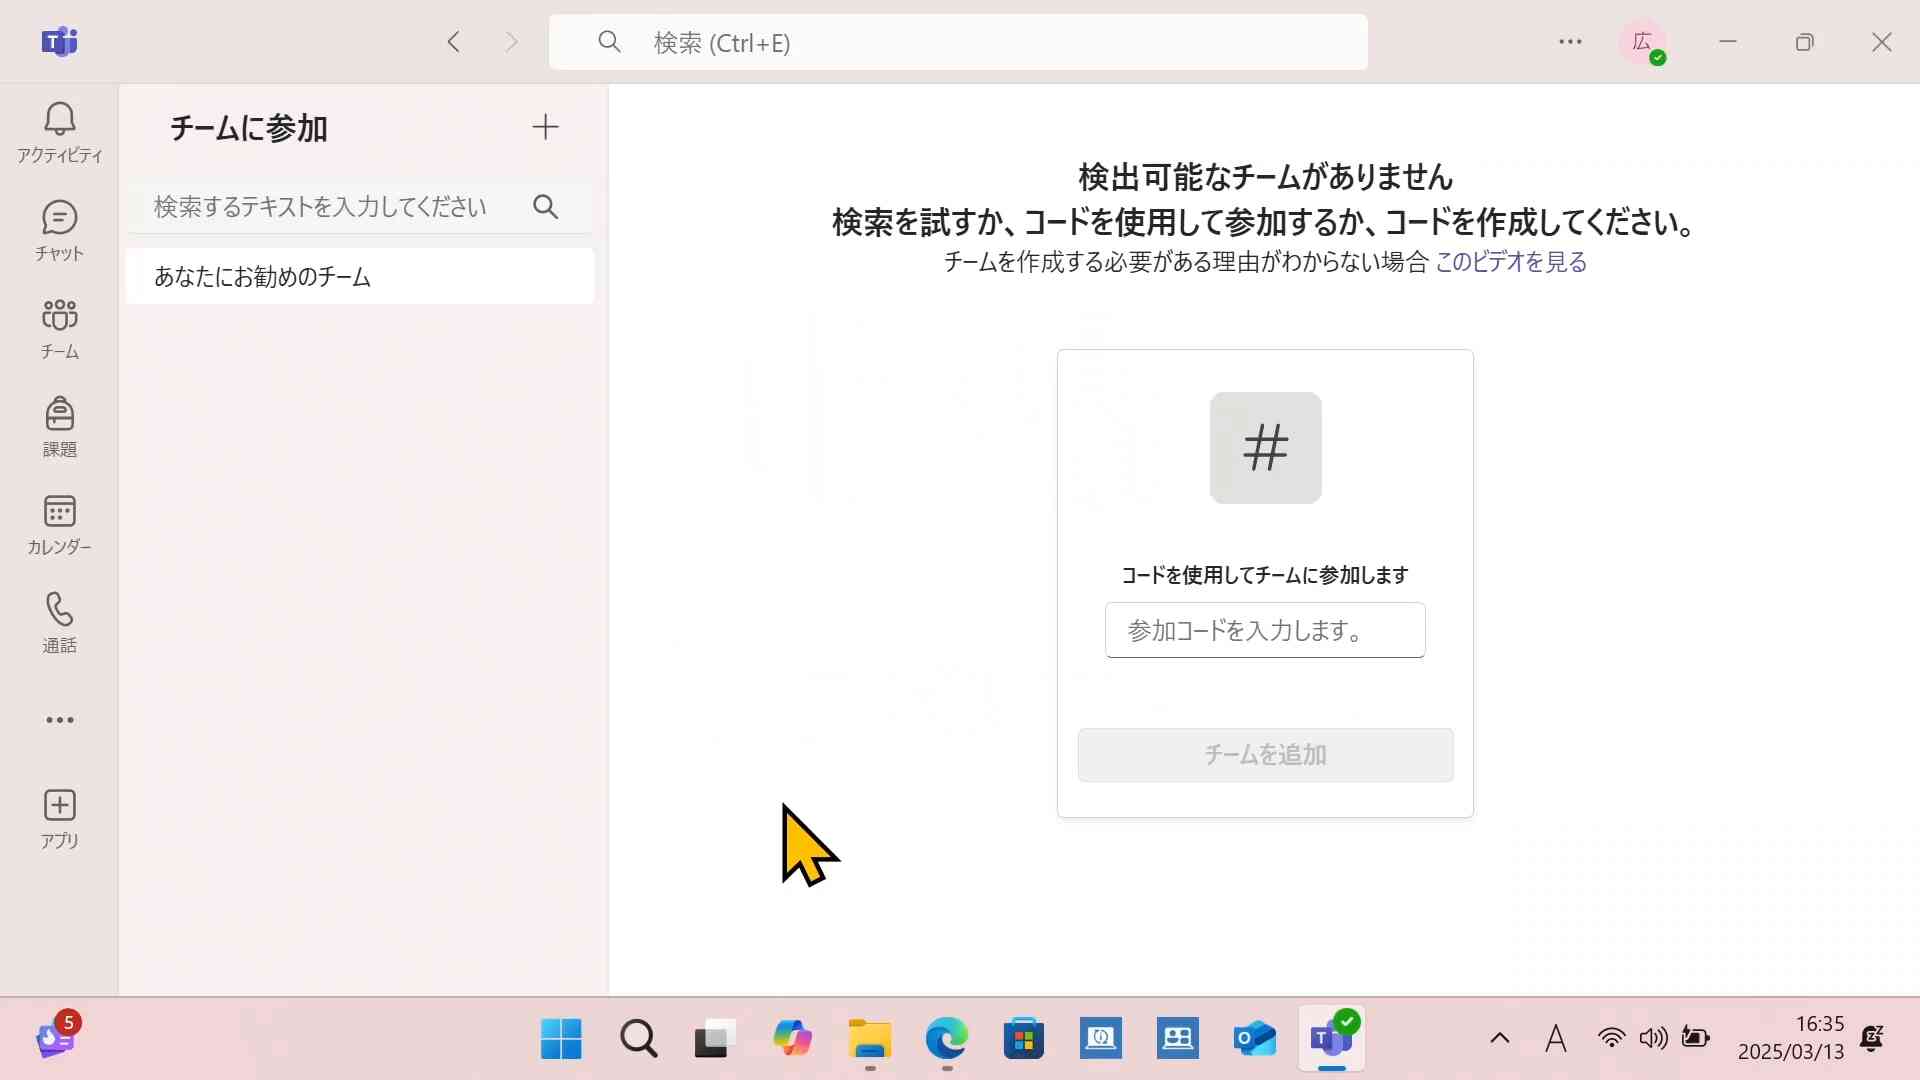 検索 (Ctrl+E)
広
アクティビティ
チャット
チーム
課題
カレンダー
通話
アプリ
チームに参加
検索するテキストを入力してください
あなたにお勧めのチーム
検出可能なチームがありません
検索を試すか、コードを使用して参加するか、コードを作成してください。
チームを作成する必要がある理由がわからない場合 このビデオを見る
#
コードを使用してチームに参加します
参加コードを入力します。
チームを追加
5
A
16:35
2025/03/13